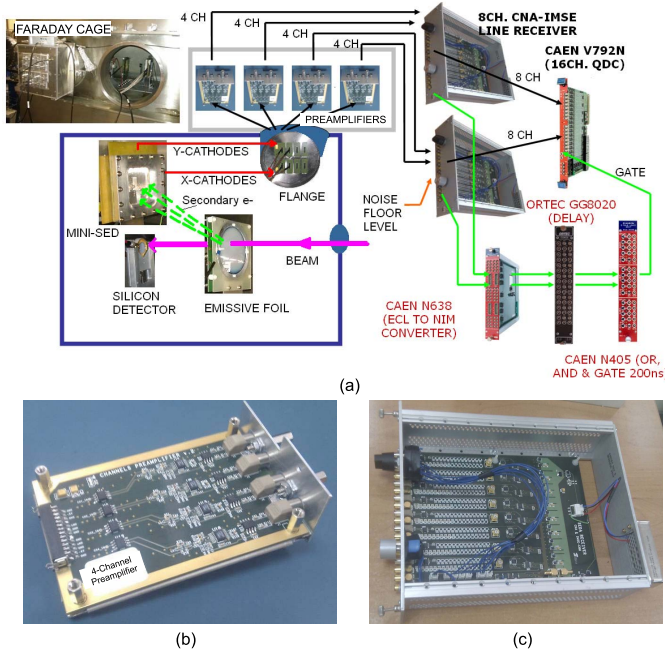 FARADAY CAGE
4 CH
4 CH
4 CH
4 CH
8CH. CNA-IMSE
LINE RECEIVER
CAEN V792N
(16CH. QDC)
8 CH
8 CH
PREAMPLIFIERS
Y-CATHODES
X-CATHODES
FLANGE
Secondary e-
MINI-SED
BEAM
SILICON
DETECTOR
EMISSIVE FOIL
NOISE
FLOOR
LEVEL
GATE
ORTEC GG8020
(DELAY)
CAEN N638
(ECL TO NIM
CONVERTER)
CAEN N405 (OR,
AND & GATE 200ns
(a)
CHANNELS PREAMPLIFIER
4-Channel
Preamplifier
(b)
(c)